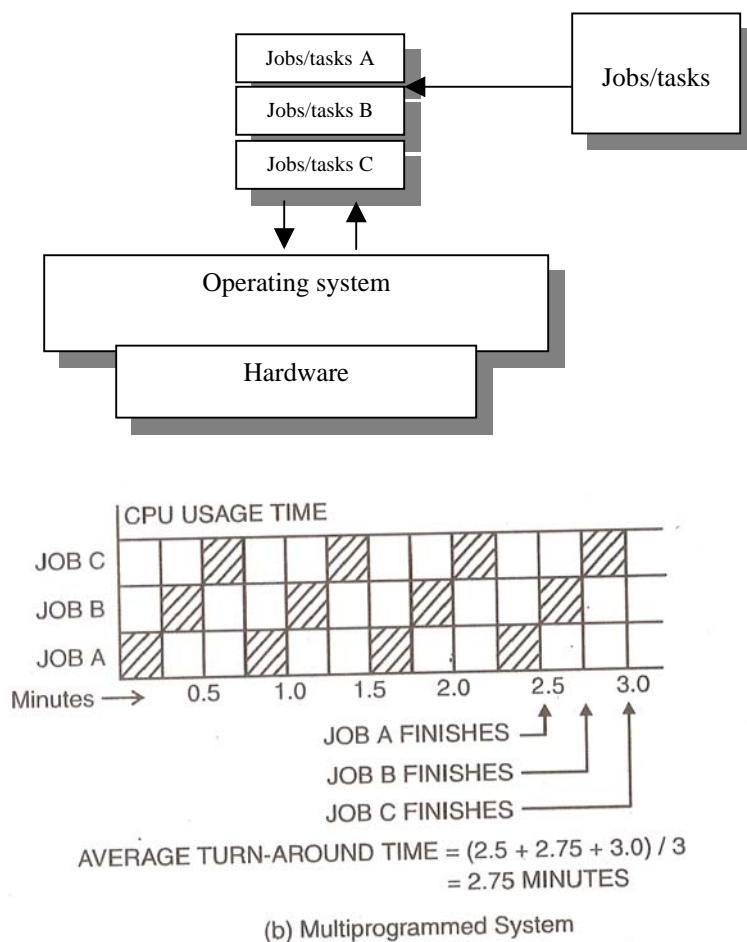 Jobs/tasks A
Jobs/tasks
Jobs/tasks B
Jobs/tasks C
Operating system
Hardware
CPU USAGE TIME
JOB C
JOB B
JOB A
Minutes
0.5 1.0 1.5 2.0 2.5 3.0
JOB A FINISHES
JOB B FINISHES
JOB C FINISHES
AVERAGE TURN-AROUND TIME = (2.5 + 2.75 + 3.0) / 3
= 2.75 MINUTES
(b) Multiprogrammed System